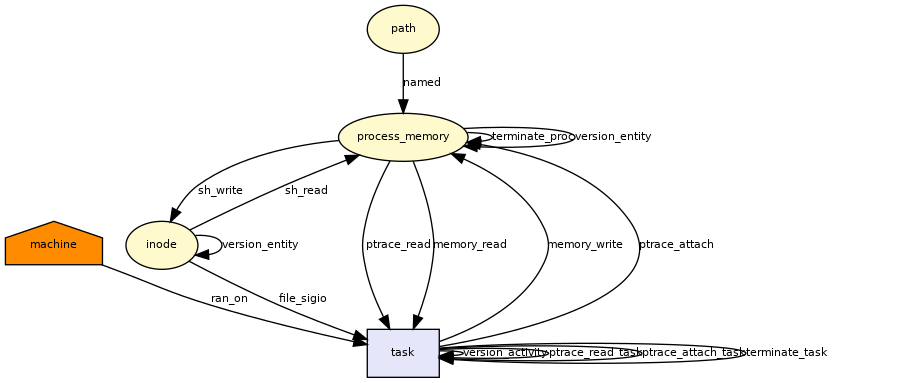 path
named
process_memory
terminate_proc
version_entity
sh_write
sh_read
machine
inode
version_entity
ptrace_read
memory_read
memory_write
ptrace_attach
ran_on
file_sigio
task
version_activity
ptrace_read_task
ptrace_attach_task
terminate_task